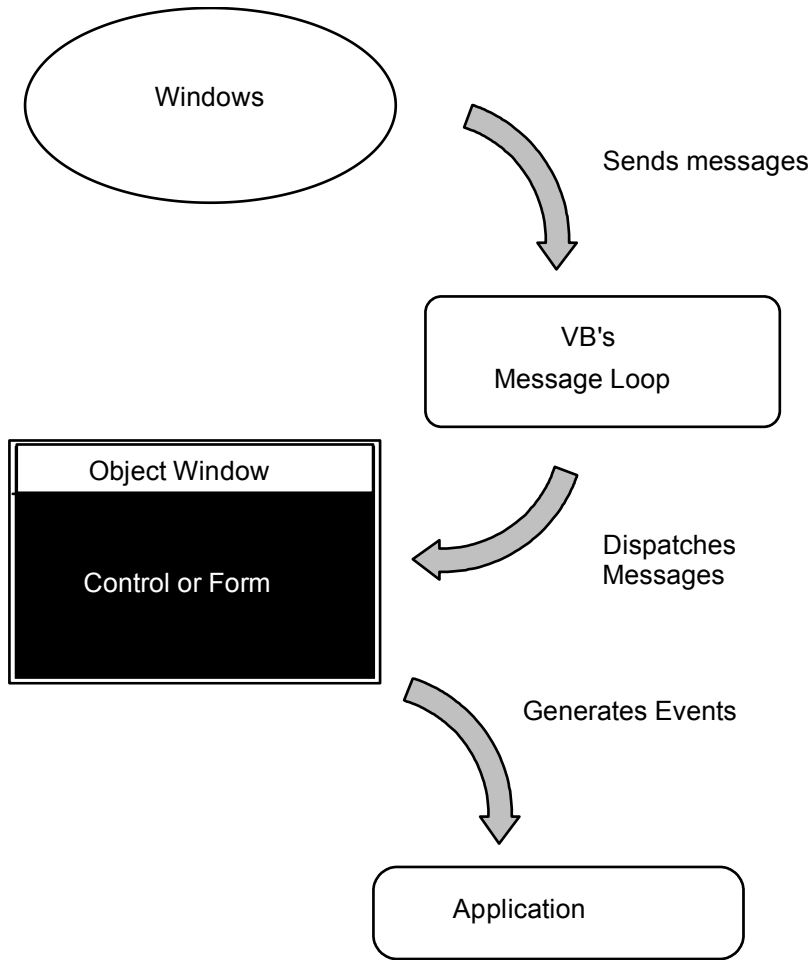 Windows
Sends messages
VB's
Message Loop
Object Window
Control or Form
Dispatches
Messages
Generates Events
Application